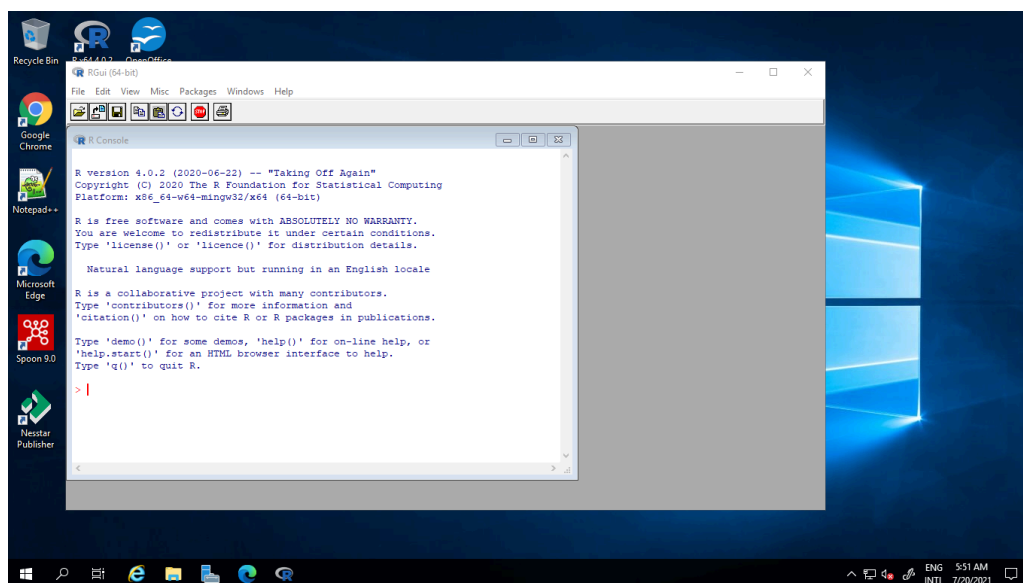 Recycle Bin
R x64 4.0.2
OpenOffice
Google
Chrome
Notepad++
Microsoft
Edge
Spoon 9.0
Nesstar
Publisher
RGui (64-bit)
File Edit View Misc Packages Windows Help
STOP
R Console
R version 4.0.2 (2020-06-22) -- "Taking Off Again"
Copyright (C) 2020 The R Foundation for Statistical Computing
Platform: x86_64-w64-mingw32/x64 (64-bit)
R is free software and comes with ABSOLUTELY NO WARRANTY.
You are welcome to redistribute it under certain conditions.
Type 'license()' or 'licence()' for distribution details.
Natural language support but running in an English locale
R is a collaborative project with many contributors.
Type 'contributors()' for more information and
'citation()' on how to cite R or R packages in publications.
Type 'demo()' for some demos, 'help()' for on-line help, or
'help.start()' for an HTML browser interface to help.
Type 'q()' to quit R.
>
ENG 5:51 AM
INTL 7/20/2021